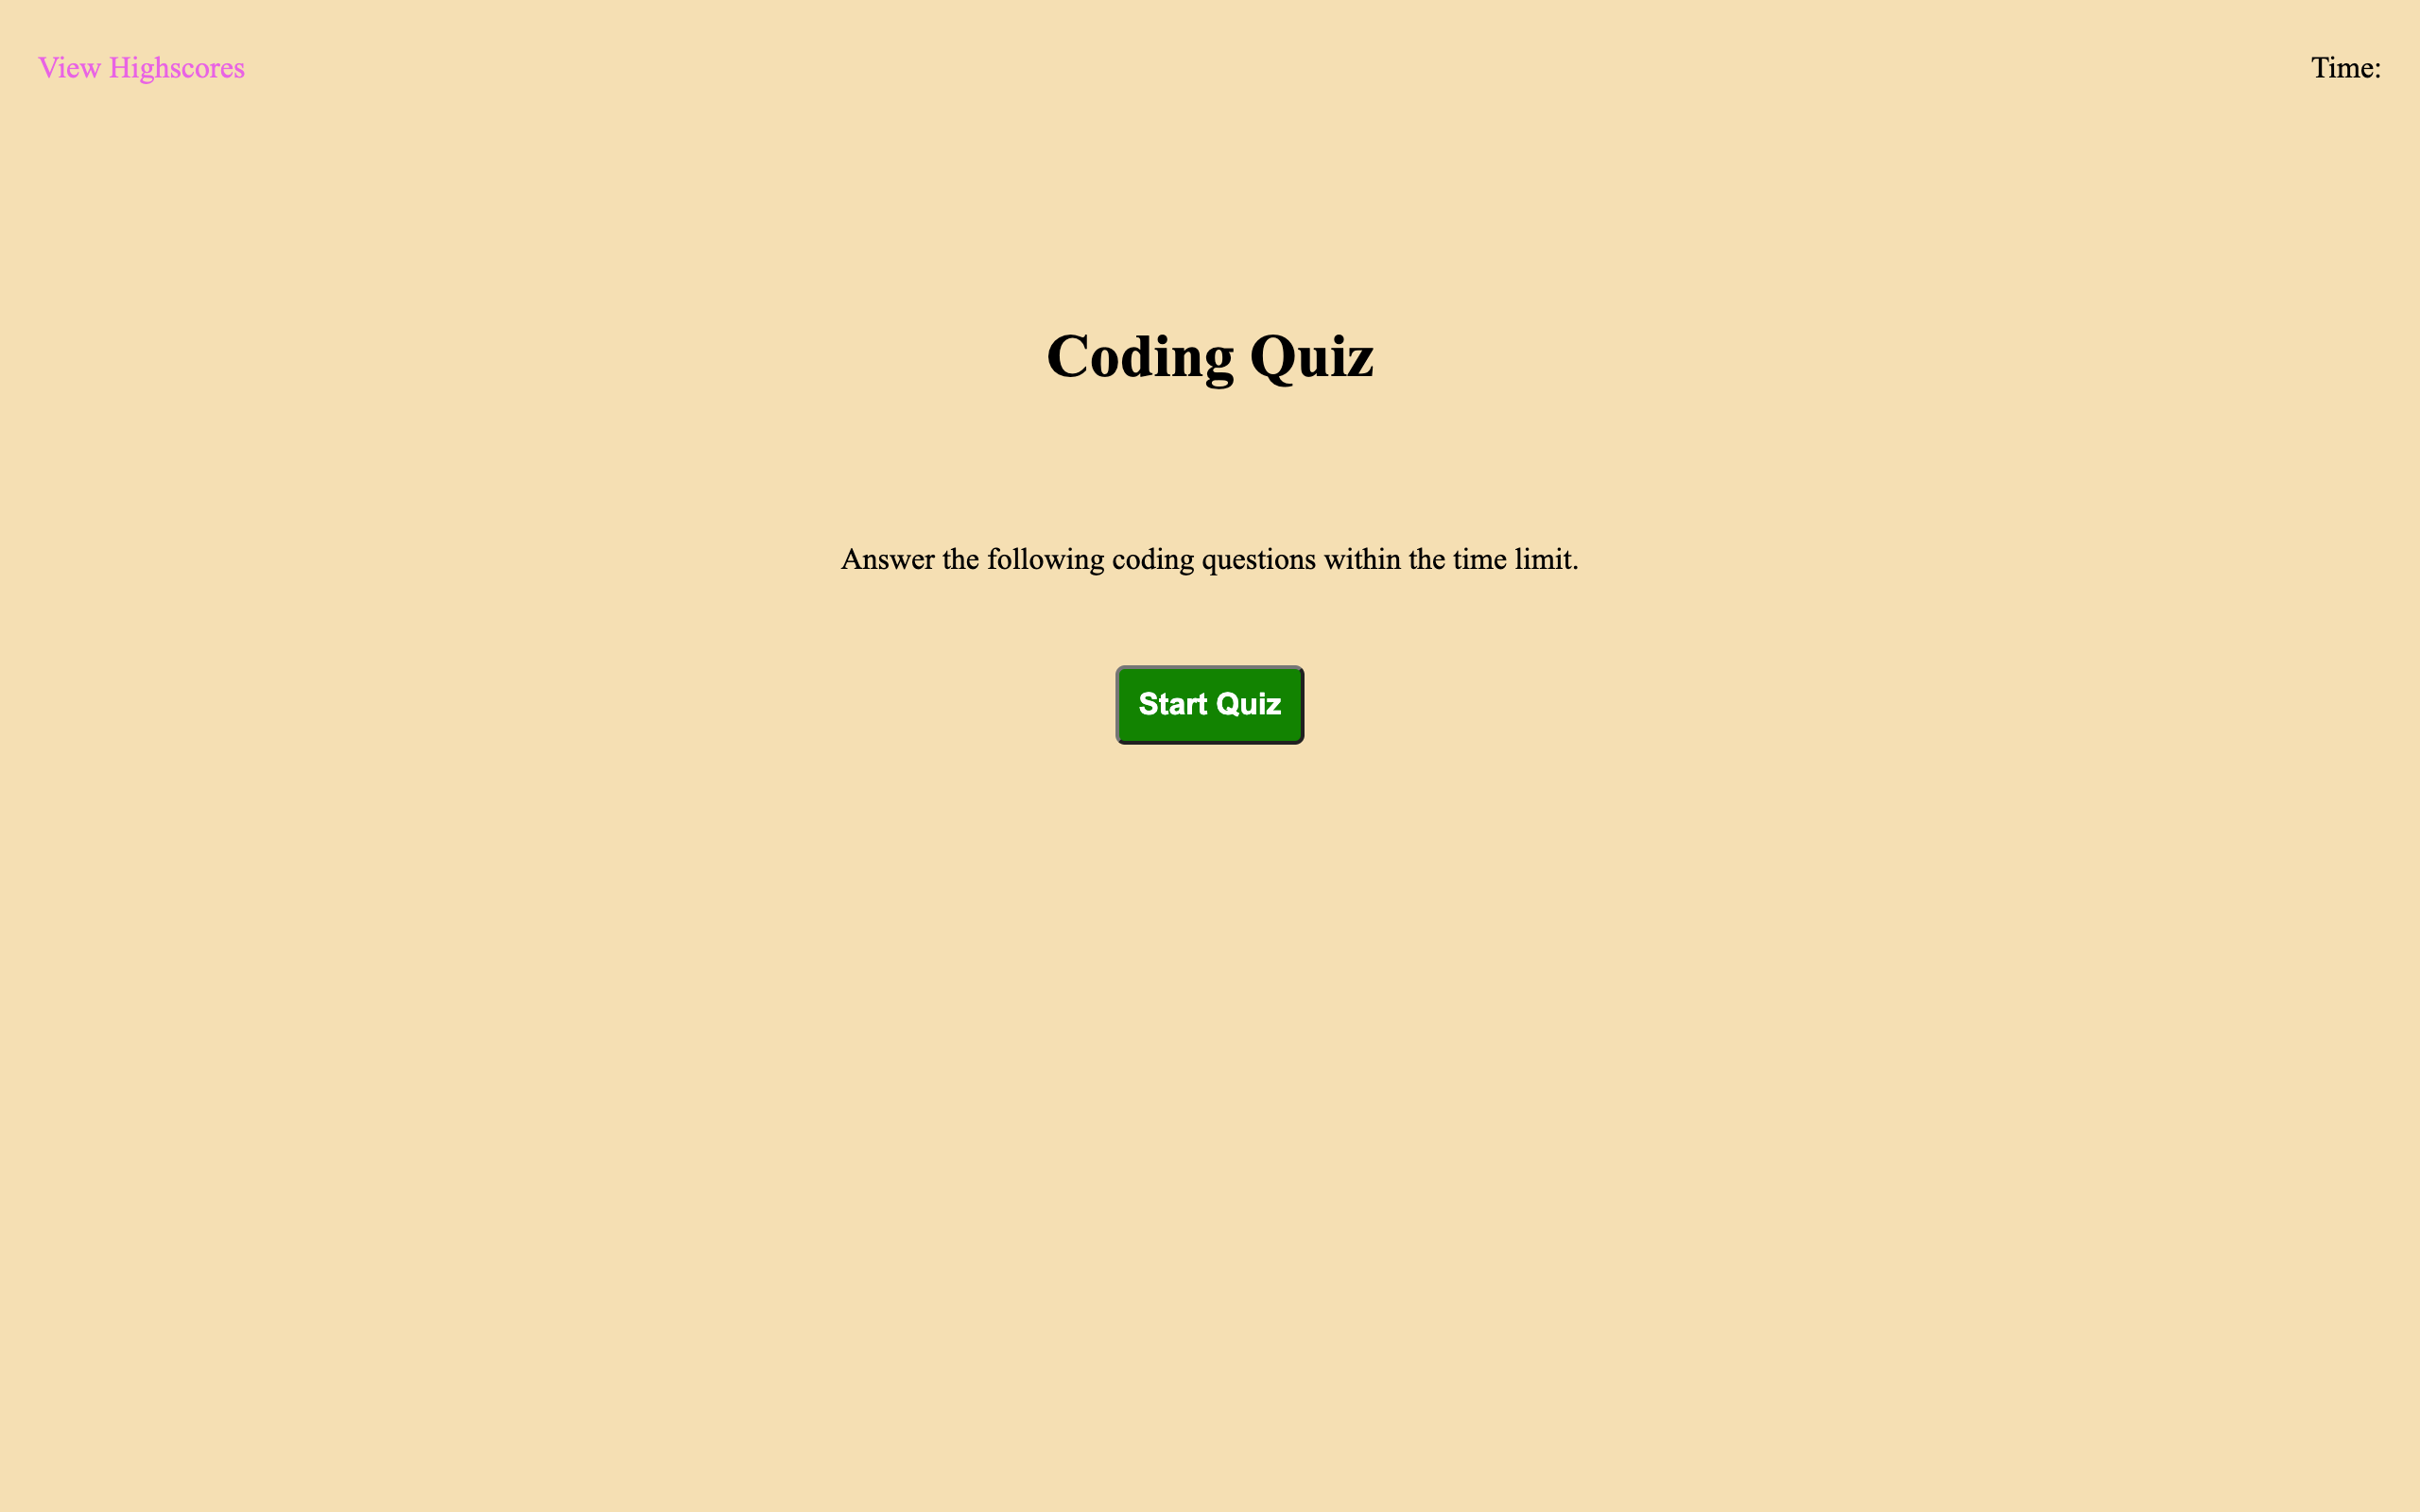 View Highscores
Time:
Coding Quiz
Answer the following coding questions within the time limit.
Start Quiz